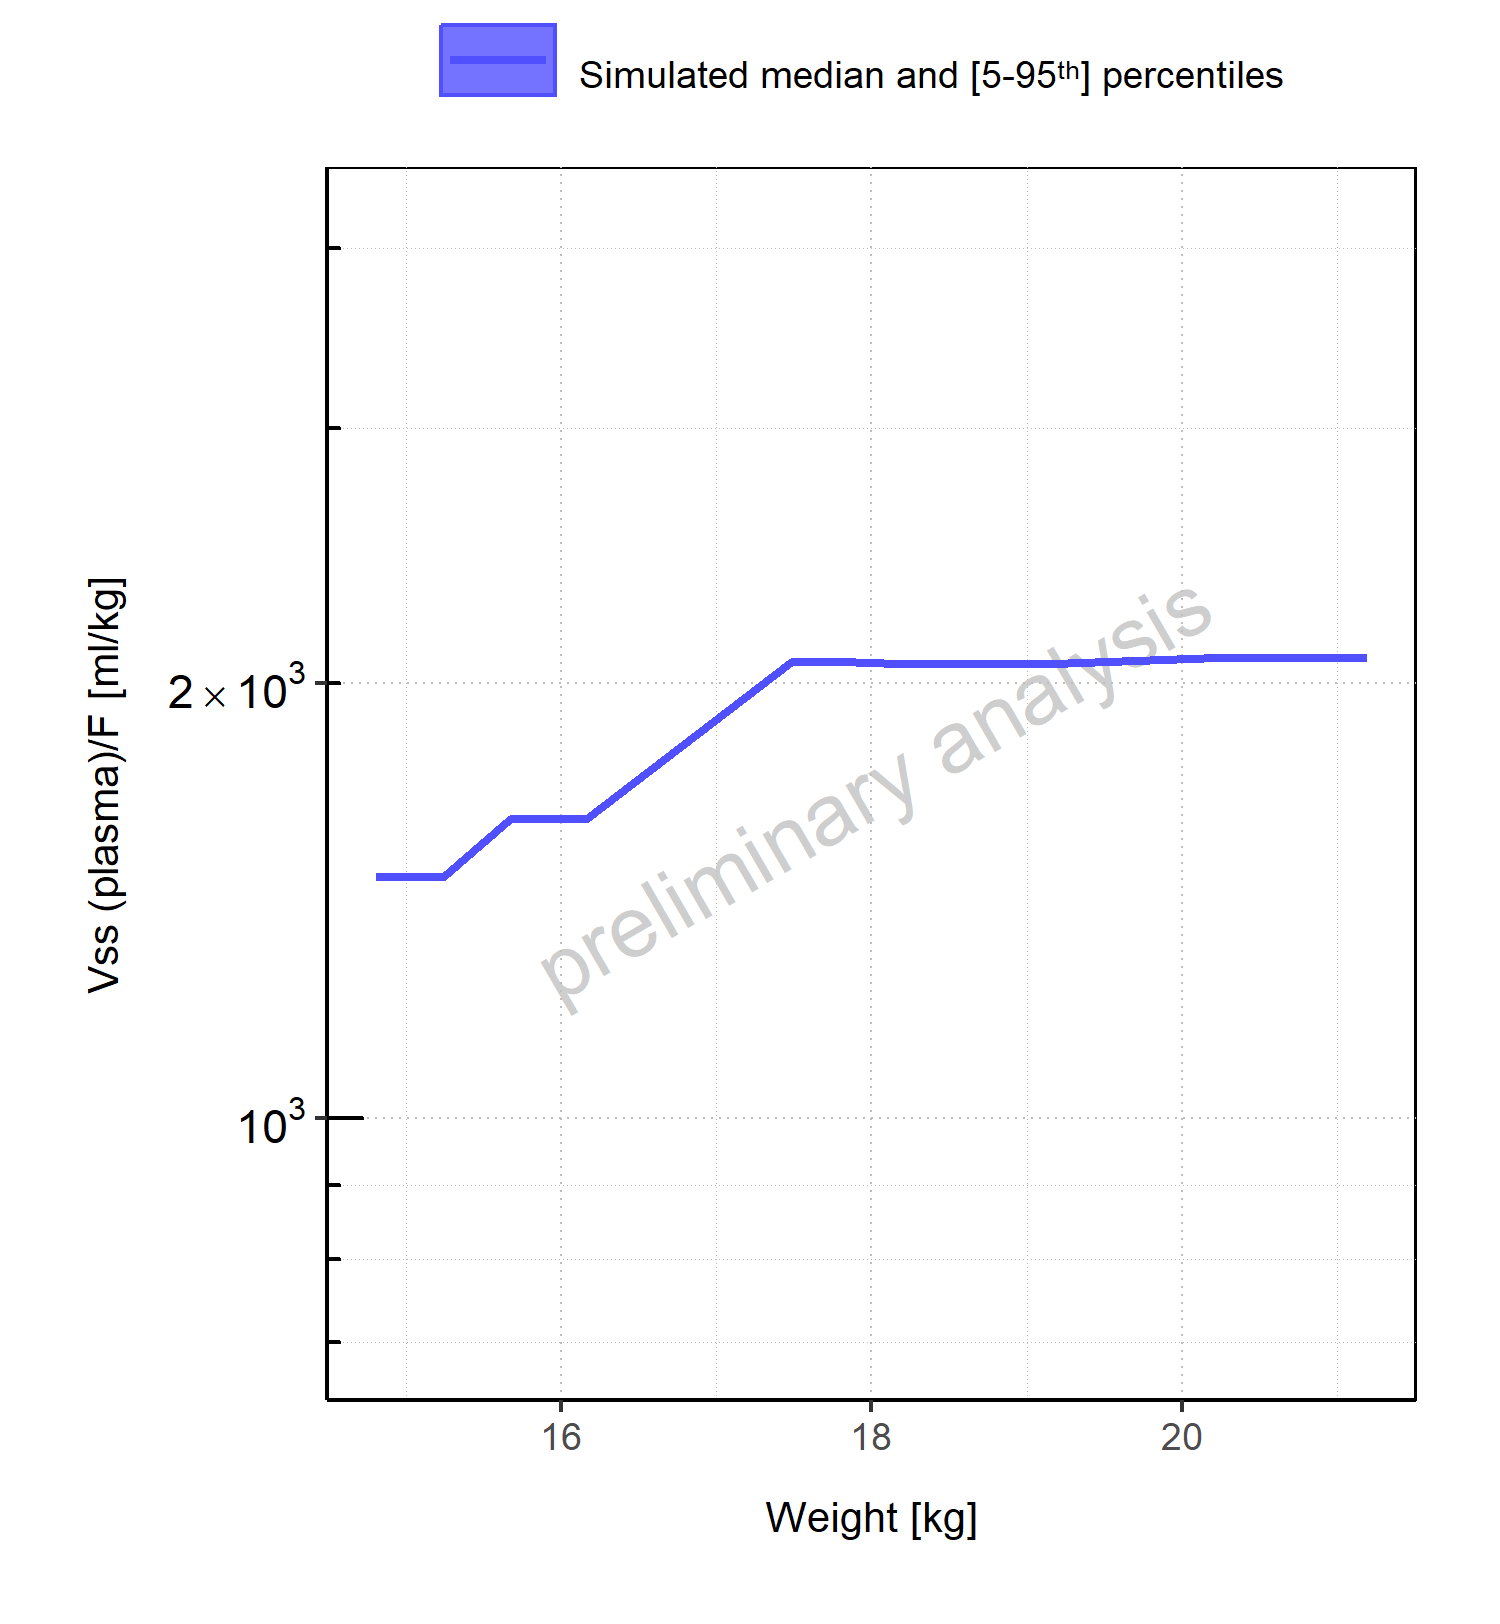 Simulated median and [5-95ᵗʰ] percentiles
Vss (plasma)/F [ml/kg]
2 × 10³
10³
preliminary analysis
16 18 20
Weight [kg]